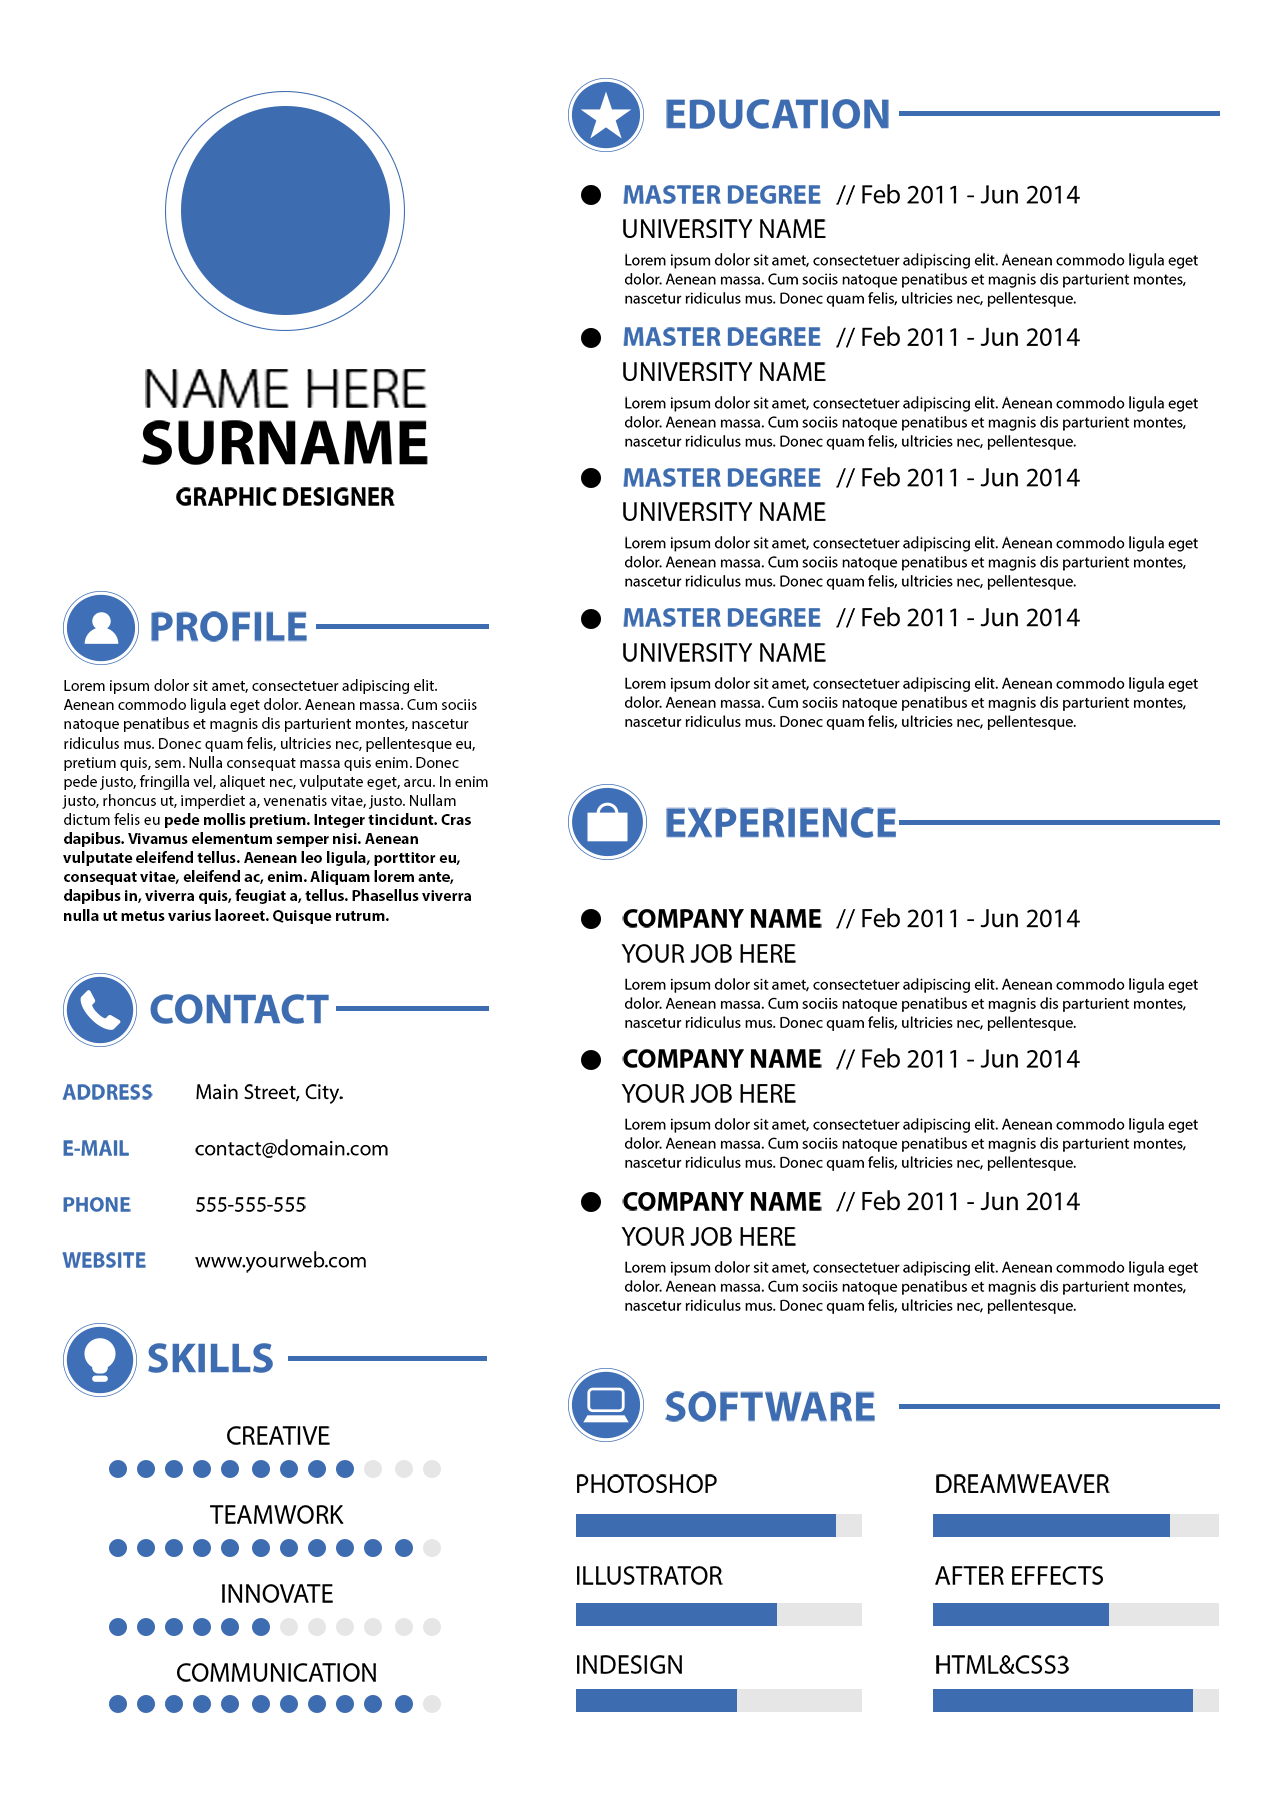 NAME HERE
SURNAME
GRAPHIC DESIGNER
PROFILE
Lorem ipsum dolor sit amet, consectetuer adipiscing elit.
Aenean commodo ligula eget dolor. Aenean massa. Cum sociis
natoque penatibus et magnis dis parturient montes, nascetur
ridiculus mus. Donec quam felis, ultricies nec, pellentesque eu,
pretium quis, sem. Nulla consequat massa quis enim. Donec
pede justo, fringilla vel, aliquet nec, vulputate eget, arcu. In enim
justo, rhoncus ut, imperdiet a, venenatis vitae, justo. Nullam
dictum felis eu pede mollis pretium. Integer tincidunt. Cras
dapibus. Vivamus elementum semper nisi. Aenean
vulputate eleifend tellus. Aenean leo ligula, porttitor eu,
consequat vitae, eleifend ac, enim. Aliquam lorem ante,
dapibus in, viverra quis, feugiat a, tellus. Phasellus viverra
nulla ut metus varius laoreet. Quisque rutrum.
CONTACT
ADDRESS Main Street, City.
E-MAIL contact@domain.com
PHONE 555-555-555
WEBSITE www.yourweb.com
SKILLS
CREATIVE
TEAMWORK
INNOVATE
COMMUNICATION
EDUCATION
MASTER DEGREE // Feb 2011 - Jun 2014
UNIVERSITY NAME
Lorem ipsum dolor sit amet, consectetuer adipiscing elit. Aenean commodo ligula eget
dolor. Aenean massa. Cum sociis natoque penatibus et magnis dis parturient montes,
nascetur ridiculus mus. Donec quam felis, ultricies nec, pellentesque.
MASTER DEGREE // Feb 2011 - Jun 2014
UNIVERSITY NAME
Lorem ipsum dolor sit amet, consectetuer adipiscing elit. Aenean commodo ligula eget
dolor. Aenean massa. Cum sociis natoque penatibus et magnis dis parturient montes,
nascetur ridiculus mus. Donec quam felis, ultricies nec, pellentesque.
MASTER DEGREE // Feb 2011 - Jun 2014
UNIVERSITY NAME
Lorem ipsum dolor sit amet, consectetuer adipiscing elit. Aenean commodo ligula eget
dolor. Aenean massa. Cum sociis natoque penatibus et magnis dis parturient montes,
nascetur ridiculus mus. Donec quam felis, ultricies nec, pellentesque.
MASTER DEGREE // Feb 2011 - Jun 2014
UNIVERSITY NAME
Lorem ipsum dolor sit amet, consectetuer adipiscing elit. Aenean commodo ligula eget
dolor. Aenean massa. Cum sociis natoque penatibus et magnis dis parturient montes,
nascetur ridiculus mus. Donec quam felis, ultricies nec, pellentesque.
EXPERIENCE
COMPANY NAME // Feb 2011 - Jun 2014
YOUR JOB HERE
Lorem ipsum dolor sit amet, consectetuer adipiscing elit. Aenean commodo ligula eget
dolor. Aenean massa. Cum sociis natoque penatibus et magnis dis parturient montes,
nascetur ridiculus mus. Donec quam felis, ultricies nec, pellentesque.
COMPANY NAME // Feb 2011 - Jun 2014
YOUR JOB HERE
Lorem ipsum dolor sit amet, consectetuer adipiscing elit. Aenean commodo ligula eget
dolor. Aenean massa. Cum sociis natoque penatibus et magnis dis parturient montes,
nascetur ridiculus mus. Donec quam felis, ultricies nec, pellentesque.
COMPANY NAME // Feb 2011 - Jun 2014
YOUR JOB HERE
Lorem ipsum dolor sit amet, consectetuer adipiscing elit. Aenean commodo ligula eget
dolor. Aenean massa. Cum sociis natoque penatibus et magnis dis parturient montes,
nascetur ridiculus mus. Donec quam felis, ultricies nec, pellentesque.
SOFTWARE
PHOTOSHOP DREAMWEAVER
ILLUSTRATOR AFTER EFFECTS
INDESIGN HTML&CSS3